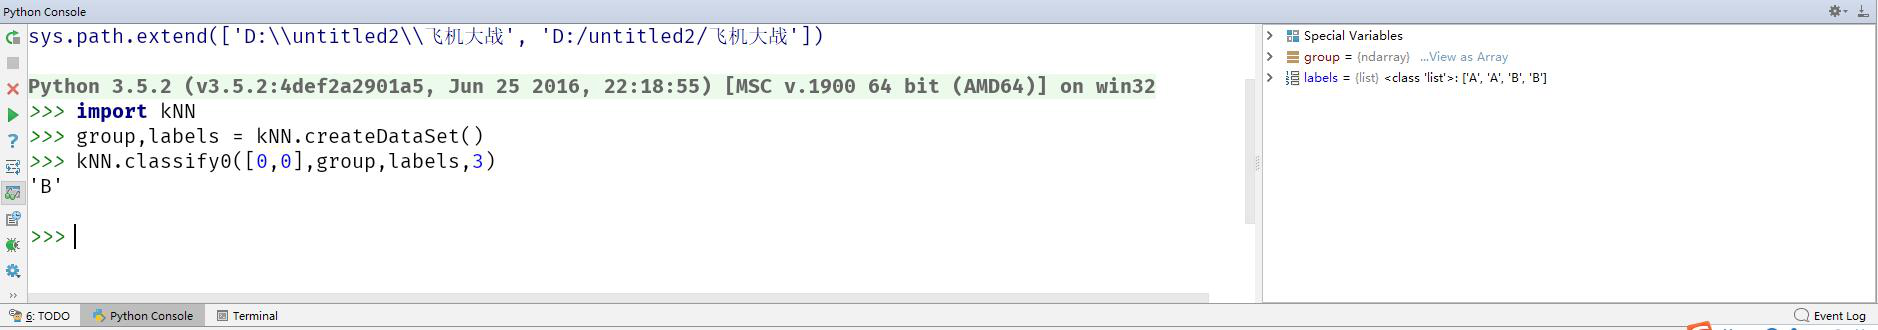 Python Console
sys.path.extend(['D:\\untitled2\\飞机大战', 'D:/untitled2/飞机大战'])
Python 3.5.2 (v3.5.2:4def2a2901a5, Jun 25 2016, 22:18:55) [MSC v.1900 64 bit (AMD64)] on win32
>>> import kNN
>>> group,labels = kNN.createDataSet()
>>> kNN.classify0([0,0],group,labels,3)
'B'
>>>
Special Variables
group = {ndarray} ...View as Array
labels = {list} <class 'list'>: ['A', 'A', 'B', 'B']
6: TODO Python Console Terminal Event Log